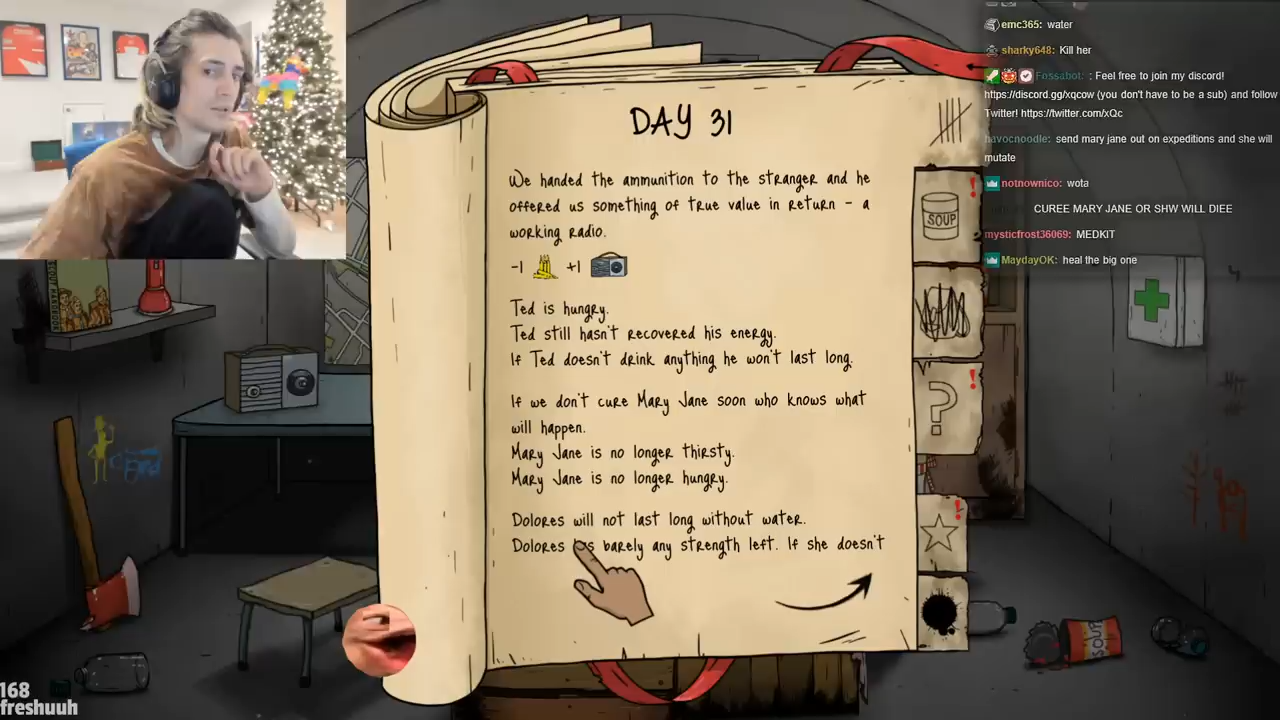 DAY 31
We handed the ammunition to the stranger and he
offered us something of true value in return - a
working radio.
-1 +1
Ted is hungry.
Ted still hasn't recovered his energy.
If Ted doesn't drink anything he won't last long.
If we don't cure Mary Jane soon who knows what
will happen.
Mary Jane is no longer thirsty.
Mary Jane is no longer hungry.
Dolores will not last long without water.
Dolores barely any strength left. If she doesn't
SOUP
!
!
?
!
emc365: water
sharky648: Kill her
Fossabot: : Feel free to join my discord!
https://discord.gg/xqcow (you don't have to be a sub) and follow
Twitter! https://twitter.com/xQc
havocnoodle: send mary jane out on expeditions and she will
mutate
notnownico: wota
CUREE MARY JANE OR SHW WILL DIEE
mysticfrost36069: MEDKIT
MaydayOK: heal the big one
SOUP
168
freshuuh